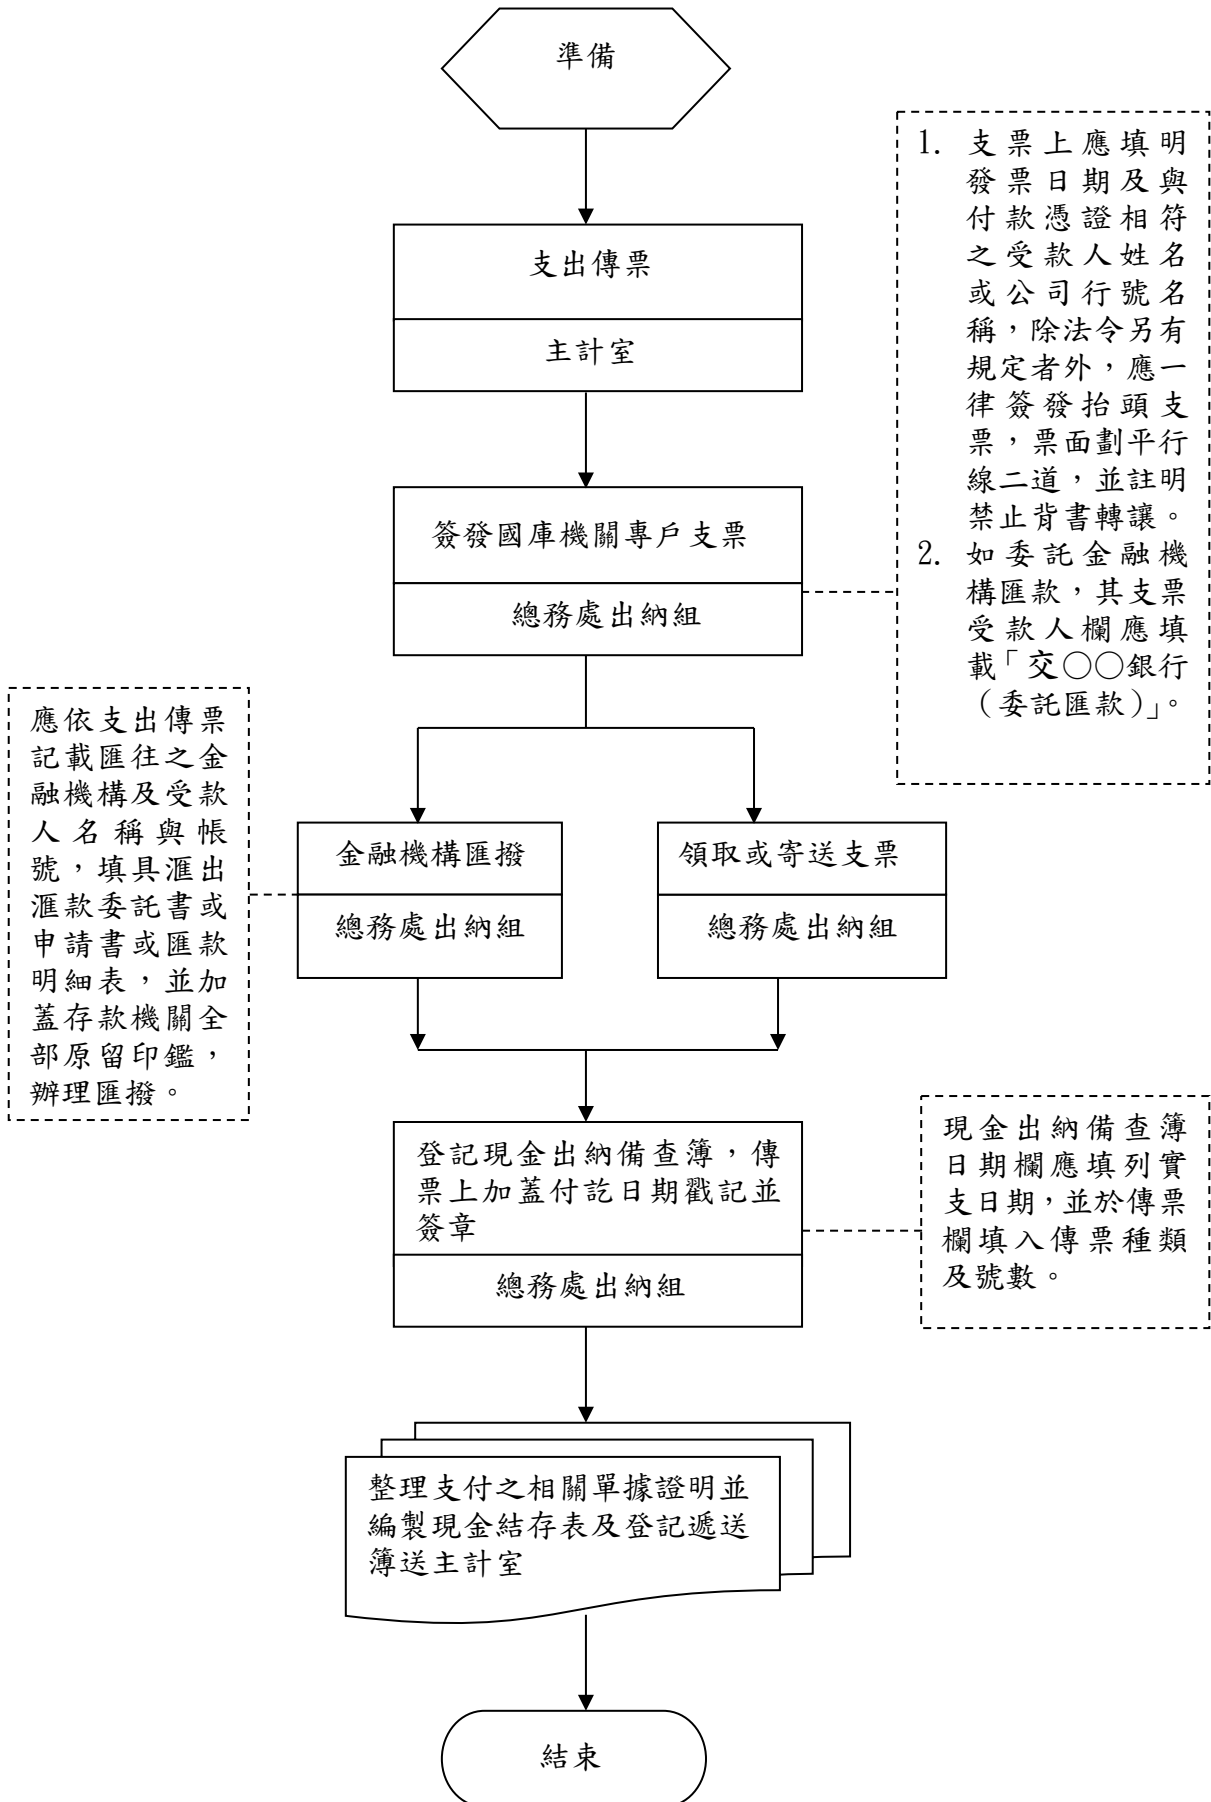 準備
1. 支票上應填明
發票日期及與
付款憑證相符
之受款人姓名
或公司行號名
稱，除法令另有
規定者外，應一
律簽發抬頭支
票，票面劃平行
線二道，並註明
禁止背書轉讓。
2. 如委託金融機
構匯款，其支票
受款人欄應填
載「交○○銀行
（委託匯款）」。
支出傳票
主計室
簽發國庫機關專戶支票
總務處出納組
應依支出傳票
記載匯往之金
融機構及受款
人名稱與帳
號，填具滙出
滙款委託書或
申請書或匯款
明細表，並加
蓋存款機關全
部原留印鑑，
辦理匯撥。
金融機構匯撥
總務處出納組
領取或寄送支票
總務處出納組
登記現金出納備查簿，傳
票上加蓋付訖日期戳記並
簽章
總務處出納組
現金出納備查簿
日期欄應填列實
支日期，並於傳票
欄填入傳票種類
及號數。
整理支付之相關單據證明並
編製現金結存表及登記遞送
簿送主計室
結束